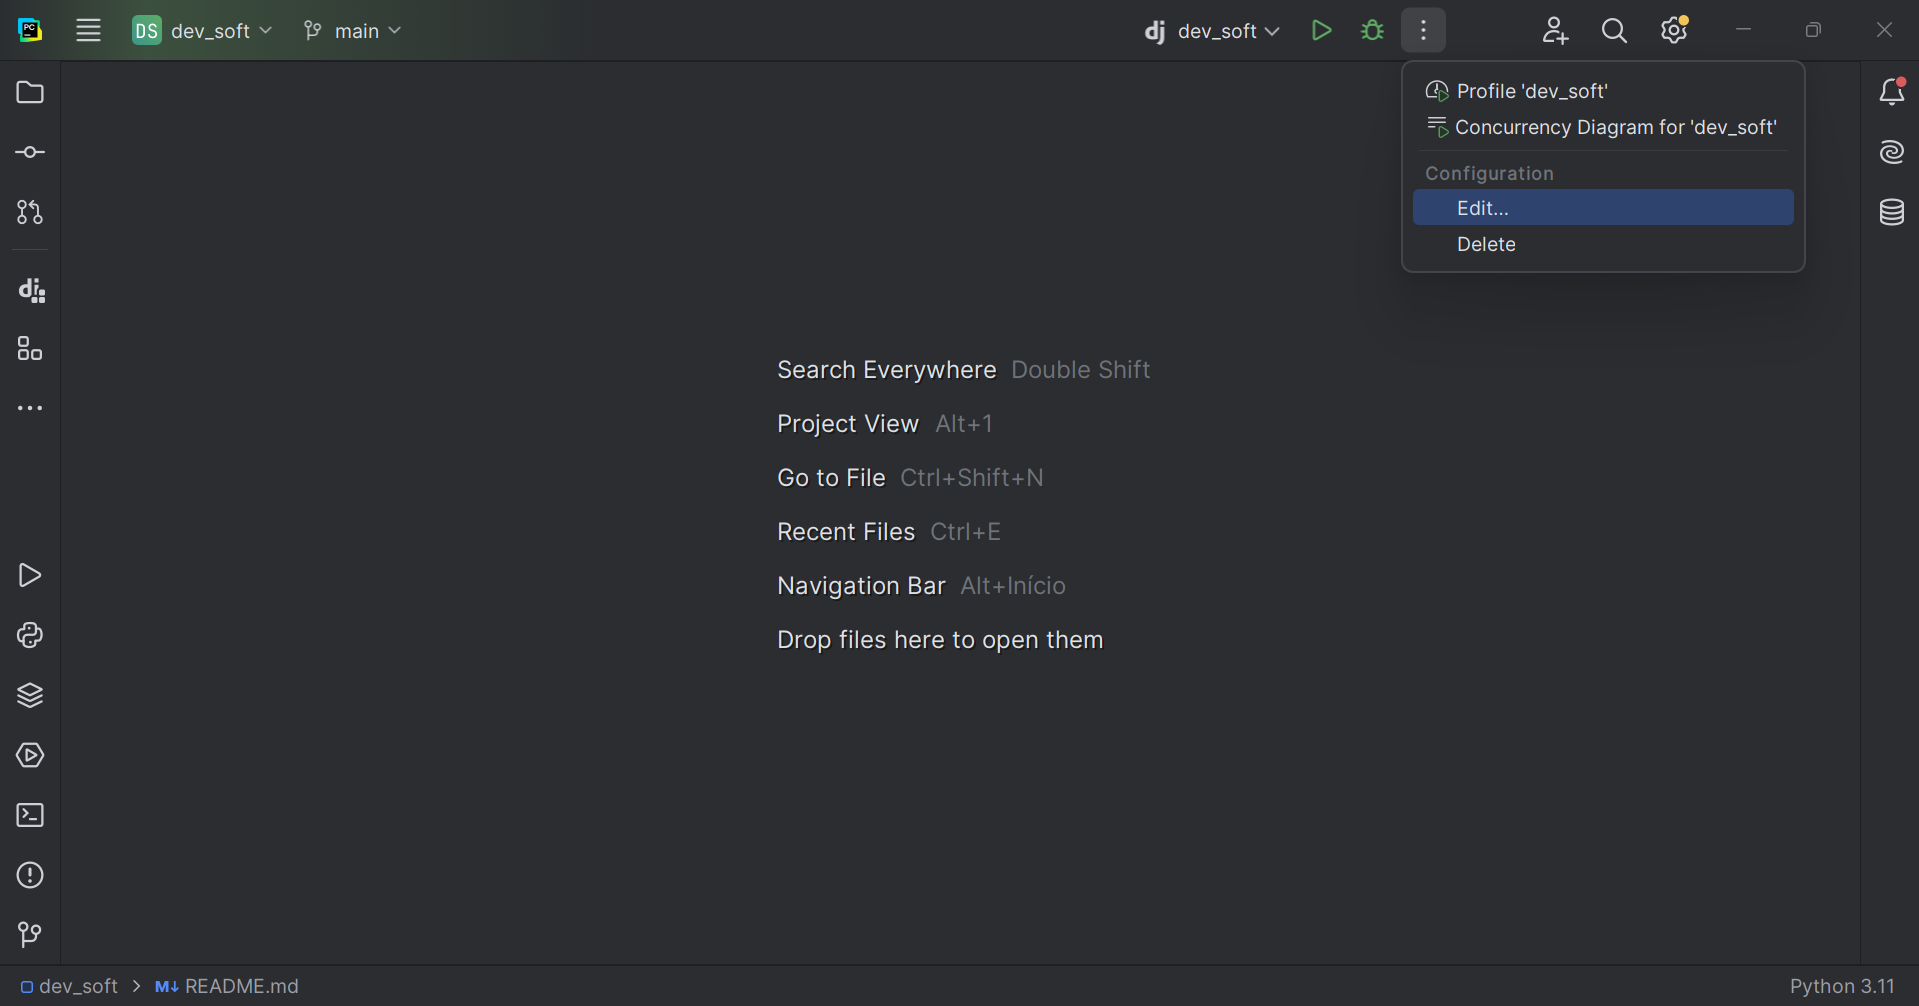 PC
DS dev_soft
main
dj dev_soft
Profile 'dev_soft'
Concurrency Diagram for 'dev_soft'
Configuration
Edit...
Delete
dj
Search Everywhere Double Shift
Project View Alt+1
Go to File Ctrl+Shift+N
Recent Files Ctrl+E
Navigation Bar Alt+Início
Drop files here to open them
dev_soft > M↓ README.md
Python 3.11